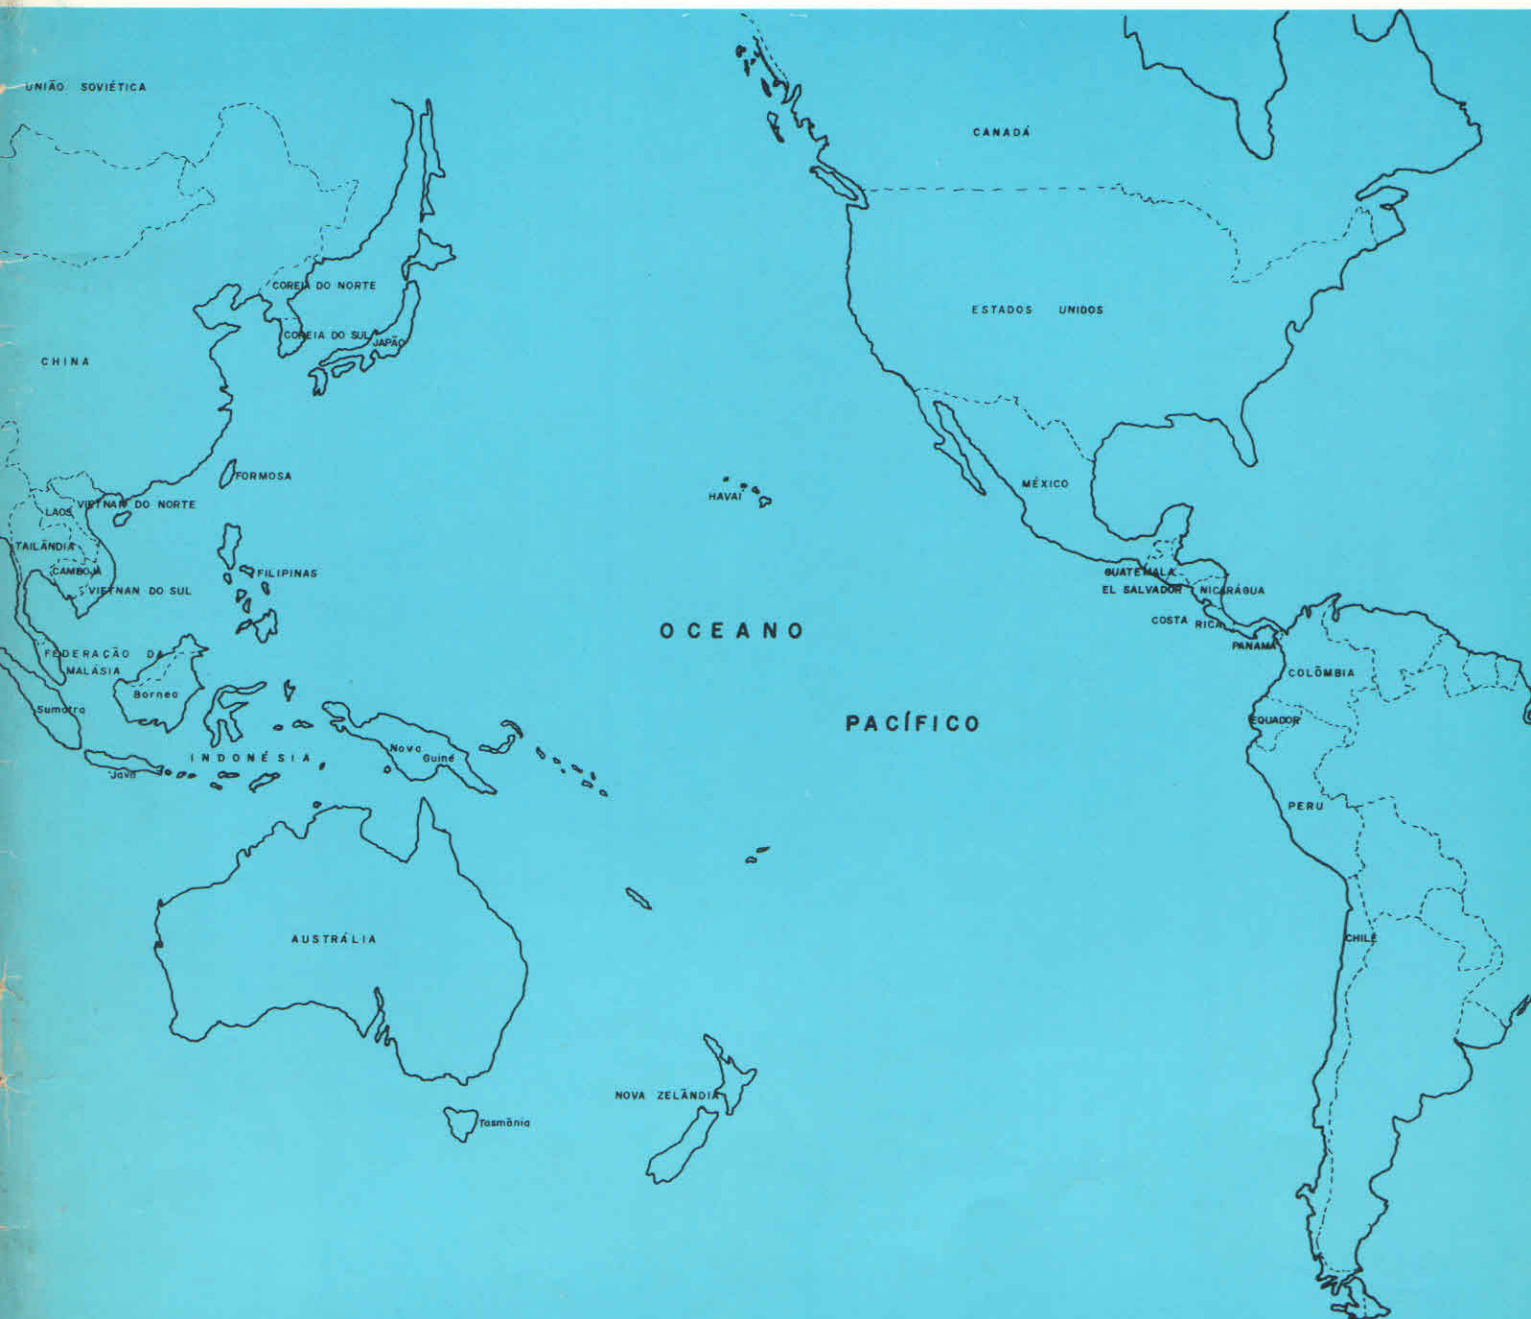 UNIÃO SOVIÉTICA
CANADÁ
COREIA DO NORTE
ESTADOS UNIDOS
COREIA DO SUL
JAPÃO
CHINA
FORMOSA
MÉXICO
HAVAÍ
VIETNAN DO NORTE
LAOS
TAILÂNDIA
CAMBOJA
FILIPINAS
GUATEMALA
VIETNAN DO SUL
EL SALVADOR
NICARÁGUA
COSTA RICA
OCEANO
PANAMÁ
FEDERAÇÃO DA
MALÁSIA
COLÔMBIA
Borneo
Sumatra
EQUADOR
PACÍFICO
Nova
Guiné
INDONÉSIA
Java
PERU
AUSTRÁLIA
CHILE
NOVA ZELÂNDIA
Tasmânia